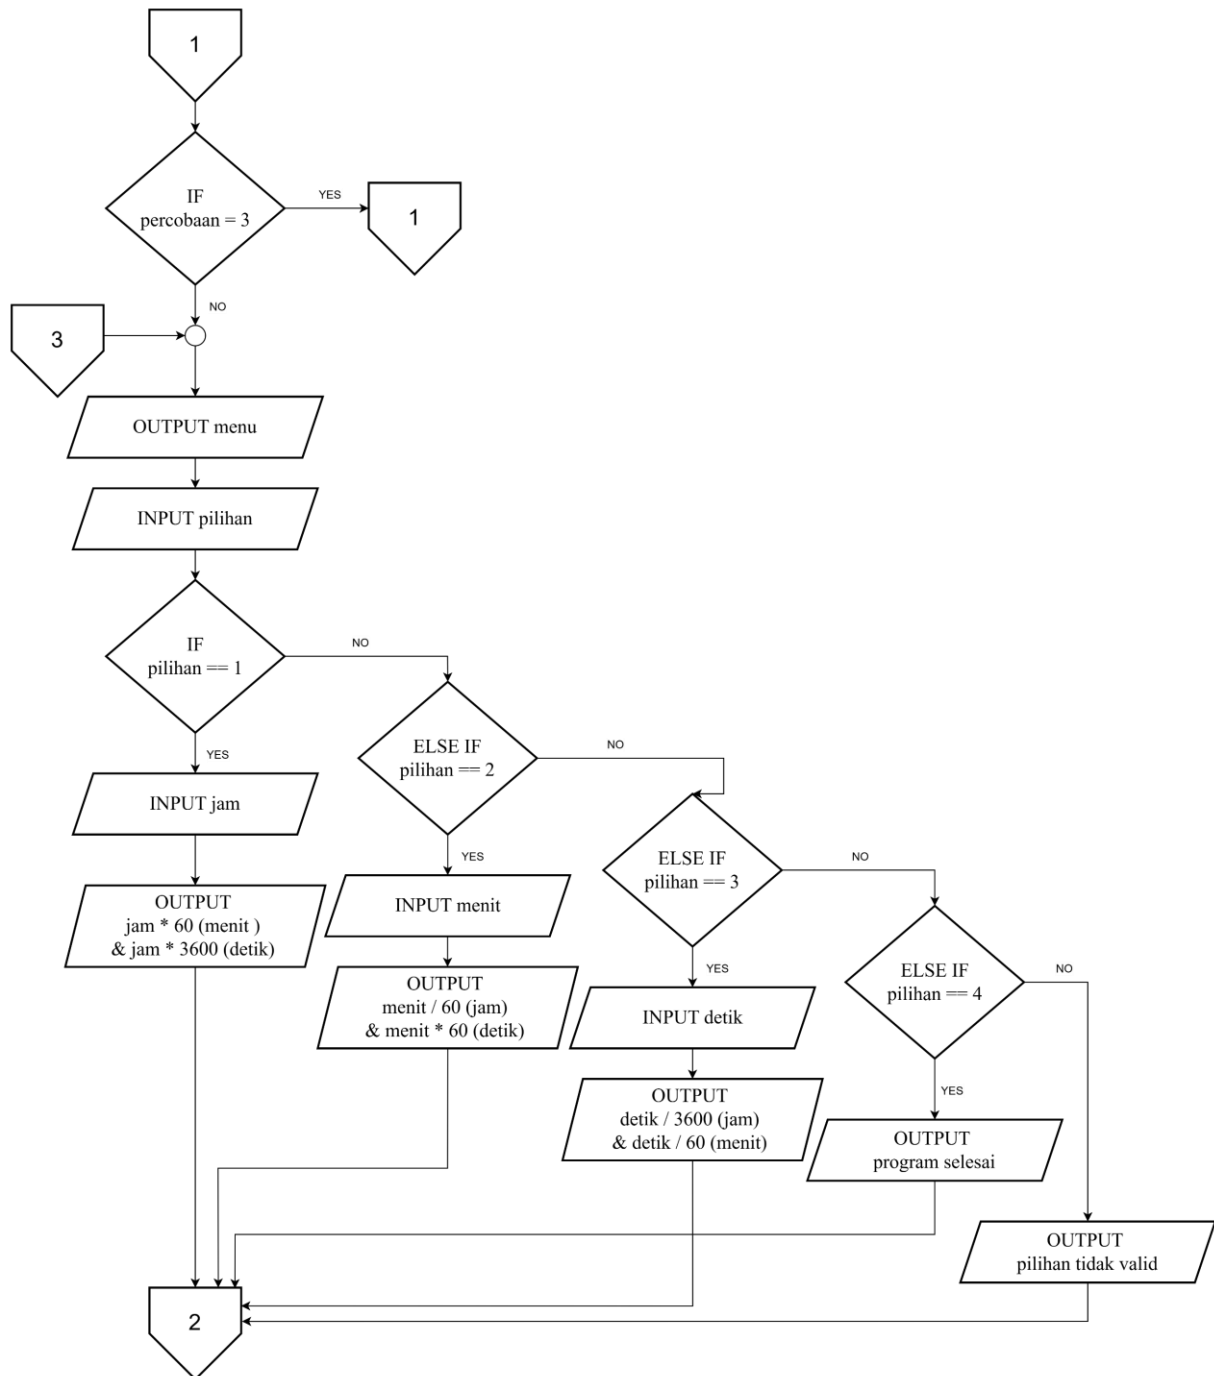 1
IF
percobaan = 3
YES
1
NO
3
OUTPUT menu
INPUT pilihan
IF
pilihan == 1
NO
YES
INPUT jam
OUTPUT
jam * 60 (menit )
& jam * 3600 (detik)
ELSE IF
pilihan == 2
NO
YES
INPUT menit
OUTPUT
menit / 60 (jam)
& menit * 60 (detik)
ELSE IF
pilihan == 3
NO
YES
INPUT detik
OUTPUT
detik / 3600 (jam)
& detik / 60 (menit)
ELSE IF
pilihan == 4
NO
YES
OUTPUT
program selesai
OUTPUT
pilihan tidak valid
2